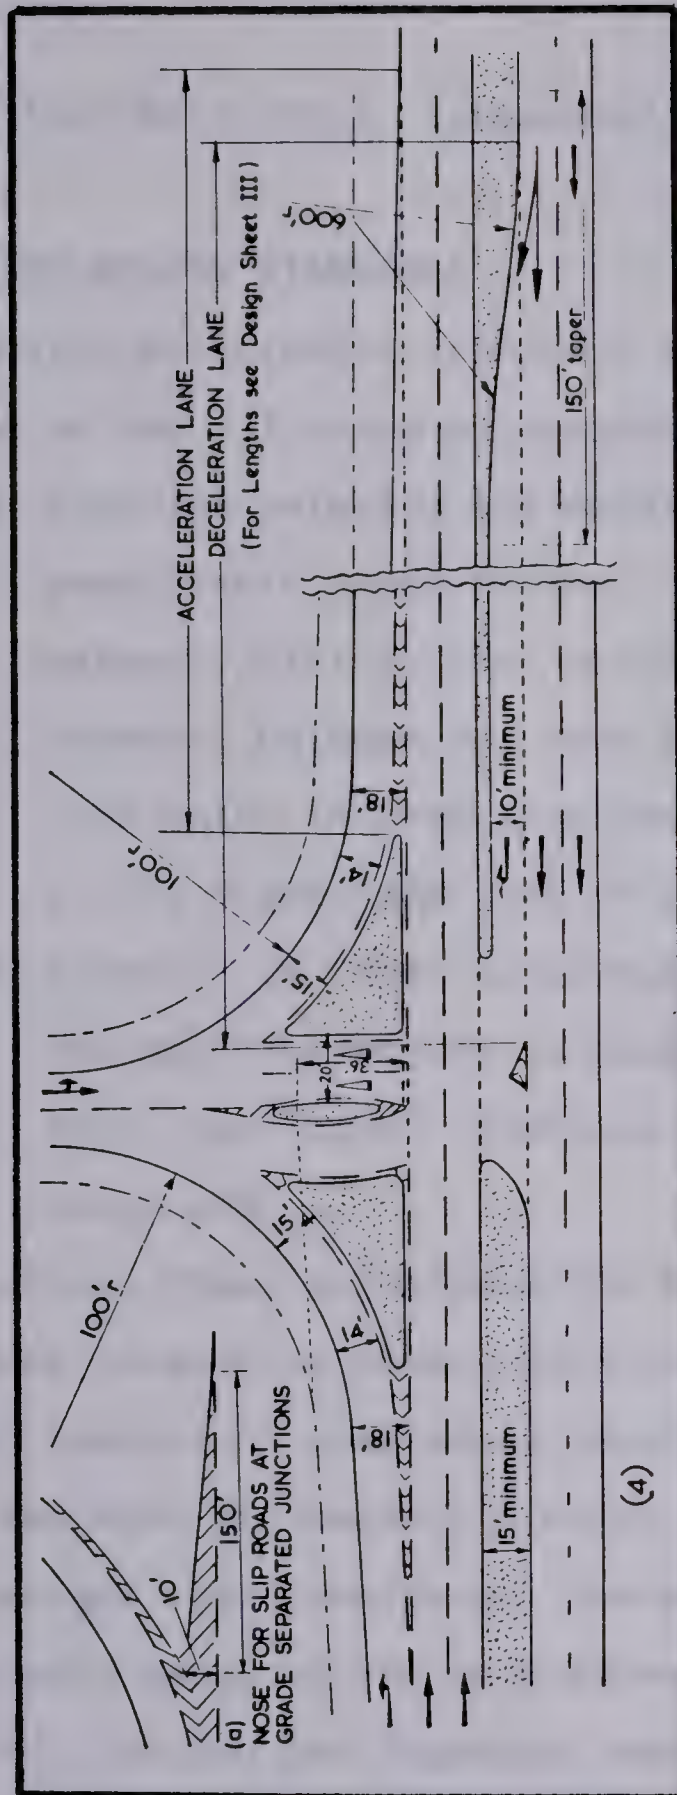 ACCELERATION LANE
DECELERATION LANE
(For Lengths see Design Sheet III)
600'r
150' taper
100'r
15'
14'
18'
20
36'
10' minimum
100'r
15'
14'
18'
15' minimum
10'
150'
(a)
NOSE FOR SLIP ROADS AT
GRADE SEPARATED JUNCTIONS
(4)